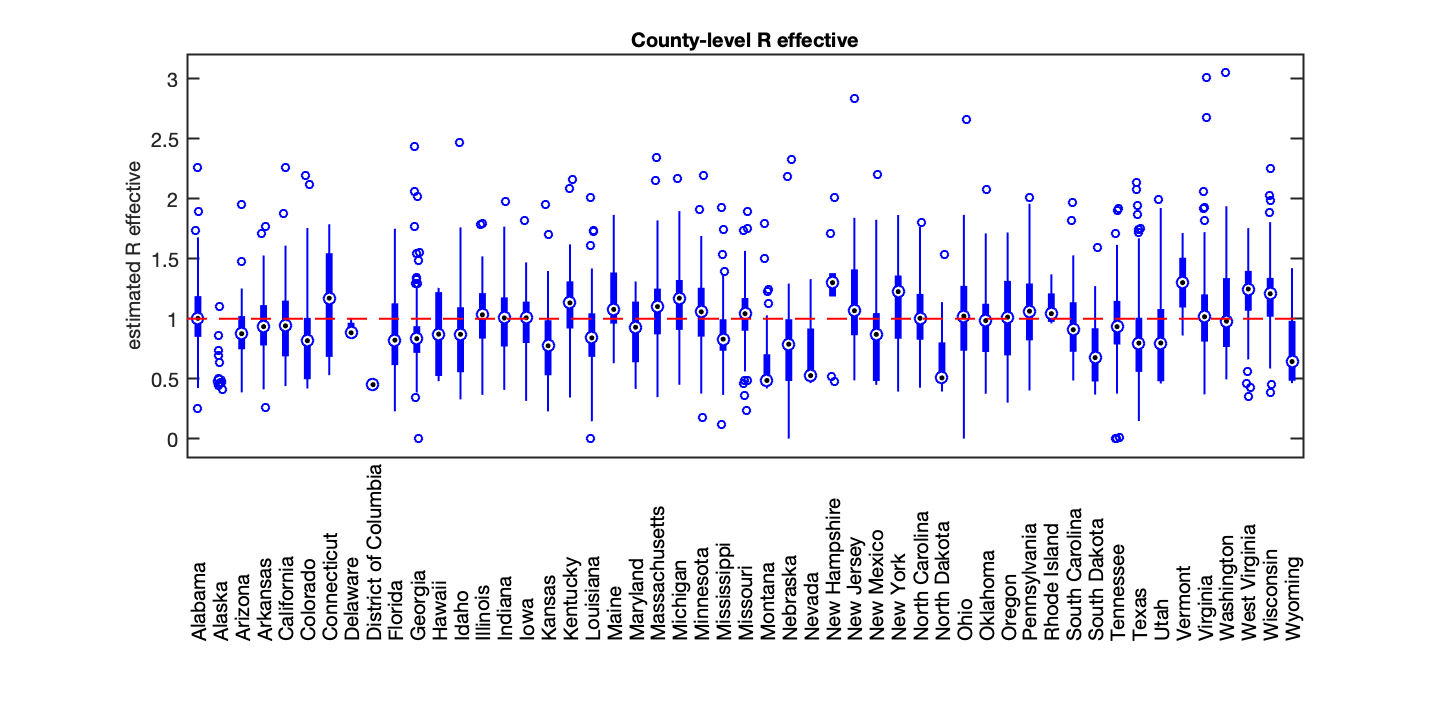 County-level R effective
estimated R effective
3
2.5
2
1.5
1
0.5
0
Alabama
Alaska
Arizona
Arkansas
California
Colorado
Connecticut
Delaware
District of Columbia
Florida
Georgia
Hawaii
Idaho
Illinois
Indiana
Iowa
Kansas
Kentucky
Louisiana
Maine
Maryland
Massachusetts
Michigan
Minnesota
Mississippi
Missouri
Montana
Nebraska
Nevada
New Hampshire
New Jersey
New Mexico
New York
North Carolina
North Dakota
Ohio
Oklahoma
Oregon
Pennsylvania
Rhode Island
South Carolina
South Dakota
Tennessee
Texas
Utah
Vermont
Virginia
Washington
West Virginia
Wisconsin
Wyoming